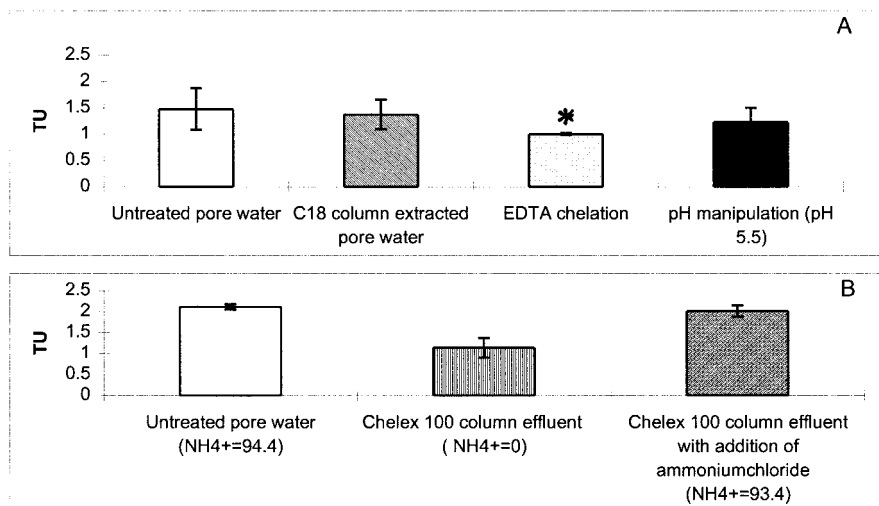 A
2.5
2
1.5
1
0.5
0
TU
*
Untreated pore water
C18 column extracted
pore water
EDTA chelation
pH manipulation (pH
5.5)
B
2.5
2
1.5
1
0.5
0
TU
Untreated pore water
(NH4+=94.4)
Chelex 100 column effluent
( NH4+=0)
Chelex 100 column effluent
with addition of
ammoniumchloride
(NH4+=93.4)